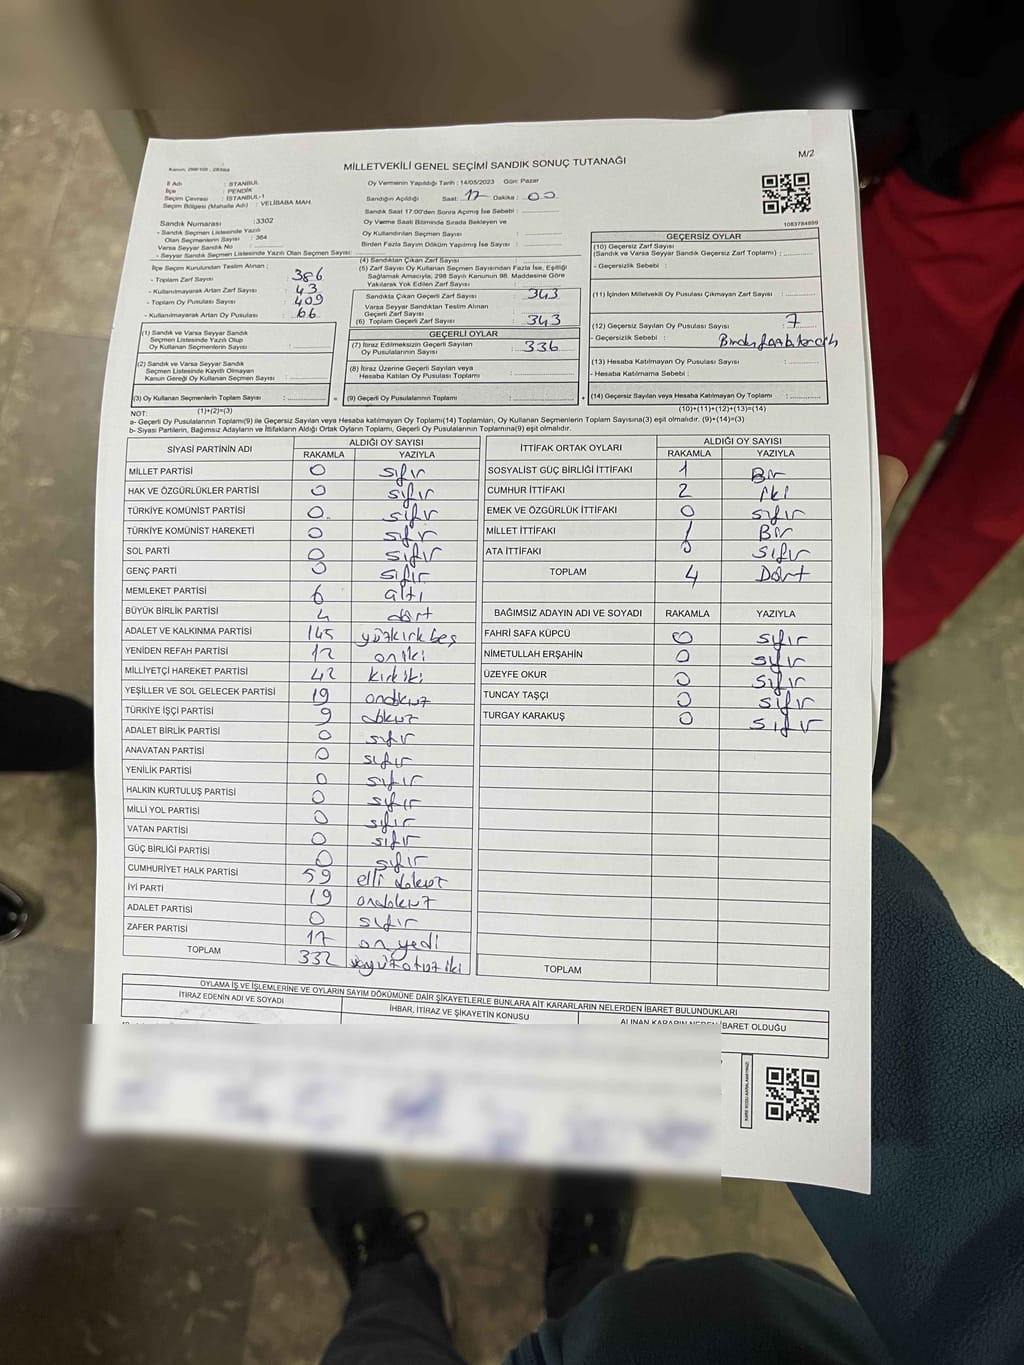 MİLLETVEKİLİ GENEL SEÇİMİ SANDIK SONUÇ TUTANAĞI
M/2
İl Adı : İSTANBUL
İlçe : PENDİK
Seçim Çevresi : İSTANBUL-1
Seçim Bölgesi (Mahalle Adı) : VELİBABA MAH.
Oy Vermenin Yapıldığı Tarih : 14/05/2023 Gün: Pazar
Sandığın Açıldığı Saat: 17 Dakika : 00
Sandık Saat 17:00'den Sonra Açılmış İse Sebebi :
Oy Verme Saati Bitiminde Sırada Bekleyen ve
Oy Kullandırılan Seçmen Sayısı :
Birden Fazla Sayım Döküm Yapılmış İse Sayısı :
1083784899
Sandık Numarası : 3302
- Sandık Seçmen Listesinde Yazılı
Olan Seçmenlerin Sayısı : 364
Varsa Seyyar Sandık No :
- Seyyar Sandık Seçmen Listesinde Yazılı Olan Seçmen Sayısı :
İlçe Seçim Kurulundan Teslim Alınan ;
- Toplam Zarf Sayısı : 386
- Kullanılmayarak Artan Zarf Sayısı : 43
- Toplam Oy Pusulası Sayısı : 409
- Kullanılmayarak Artan Oy Pusulası : 66
(1) Sandık ve Varsa Seyyar Sandık
Seçmen Listesinde Yazılı Olup
Oy Kullanan Seçmenlerin Sayısı :
(2) Sandık ve Varsa Seyyar Sandık
Seçmen Listesinde Kayıtlı Olmayan
Kanun Gereği Oy Kullanan Seçmen Sayısı :
(3) Oy Kullanan Seçmenlerin Toplam Sayısı :
(4) Sandıktan Çıkan Zarf Sayısı :
(5) Zarf Sayısı Oy Kullanan Seçmen Sayısından Fazla İse, Eşitliği
Sağlamak Amacıyla; 298 Sayılı Kanunun 98. Maddesine Göre
Yakılarak Yok Edilen Zarf Sayısı :
Sandıkta Çıkan Geçerli Zarf Sayısı : 343
Varsa Seyyar Sandıktan Teslim Alınan
Geçerli Zarf Sayısı :
(6) Toplam Geçerli Zarf Sayısı : 343
GEÇERLİ OYLAR
(7) İtiraz Edilmeksizin Geçerli Sayılan
Oy Pusulalarının Sayısı : 336
(8) İtiraz Üzerine Geçerli Sayılan veya
Hesaba Katılan Oy Pusulası Toplamı :
= (9) Geçerli Oy Pusulalarının Toplamı :
GEÇERSİZ OYLAR
(10) Geçersiz Zarf Sayısı
(Sandık ve Varsa Seyyar Sandık Geçersiz Zarf Toplamı) :
- Geçersizlik Sebebi :
(11) İçinden Milletvekili Oy Pusulası Çıkmayan Zarf Sayısı :
(12) Geçersiz Sayılan Oy Pusulası Sayısı : 7
- Geçersizlik Sebebi :
(13) Hesaba Katılmayan Oy Pusulası Sayısı :
- Hesaba Katılmama Sebebi :
+ (14) Geçersiz Sayılan veya Hesaba Katılmayan Oy Toplamı :
NOT: (1)+(2)=(3)
(10)+(11)+(12)+(13)=(14)
a- Geçerli Oy Pusulalarının Toplamı(9) ile Geçersiz Sayılan veya Hesaba Katılmayan Oy Toplamı(14) Toplamları, Oy Kullanan Seçmenlerin Toplam Sayısına(3) eşit olmalıdır. (9)+(14)=(3)
b- Siyasi Partilerin, Bağımsız Adayların ve İttifakların Aldığı Ortak Oyların Toplamı, Geçerli Oy Pusulalarının Toplamına(9) eşit olmalıdır.
SİYASİ PARTİNİN ADI ALDIĞI OY SAYISI
RAKAMLA YAZIYLA
MİLLET PARTİSİ 0 sıfır
HAK VE ÖZGÜRLÜKLER PARTİSİ 0 sıfır
TÜRKİYE KOMÜNİST PARTİSİ 0 sıfır
TÜRKİYE KOMÜNİST HAREKETİ 0 sıfır
SOL PARTİ 0 sıfır
GENÇ PARTİ 0 sıfır
MEMLEKET PARTİSİ 6 altı
BÜYÜK BİRLİK PARTİSİ 4 dört
ADALET VE KALKINMA PARTİSİ 145 yüzkırkbeş
YENİDEN REFAH PARTİSİ 12 oniki
MİLLİYETÇİ HAREKET PARTİSİ 42 kırkiki
YEŞİLLER VE SOL GELECEK PARTİSİ 19 ondokuz
TÜRKİYE İŞÇİ PARTİSİ 9 dokuz
ADALET BİRLİK PARTİSİ 0 sıfır
ANAVATAN PARTİSİ 0 sıfır
YENİLİK PARTİSİ 0 sıfır
HALKIN KURTULUŞ PARTİSİ 0 sıfır
MİLLİ YOL PARTİSİ 0 sıfır
VATAN PARTİSİ 0 sıfır
GÜÇ BİRLİĞİ PARTİSİ 0 sıfır
CUMHURİYET HALK PARTİSİ 59 elli dokuz
İYİ PARTİ 19 ondokuz
ADALET PARTİSİ 0 sıfır
ZAFER PARTİSİ 17 on yedi
TOPLAM 332 üçyüzotuz iki
İTTİFAK ORTAK OYLARI ALDIĞI OY SAYISI
RAKAMLA YAZIYLA
SOSYALİST GÜÇ BİRLİĞİ İTTİFAKI 1 Bir
CUMHUR İTTİFAKI 2 İki
EMEK VE ÖZGÜRLÜK İTTİFAKI 0 sıfır
MİLLET İTTİFAKI 1 Bir
ATA İTTİFAKI 0 sıfır
TOPLAM 4 Dört
BAĞIMSIZ ADAYIN ADI VE SOYADI RAKAMLA YAZIYLA
FAHRİ SAFA KÜPCÜ 0 sıfır
NİMETULLAH ERŞAHİN 0 sıfır
ÜZEYFE OKUR 0 sıfır
TUNCAY TAŞÇI 0 sıfır
TURGAY KARAKUŞ 0 sıfır
TOPLAM
OYLAMA İŞ VE İŞLEMLERİNE VE OYLARIN SAYIM DÖKÜMÜNE DAİR ŞİKAYETLERLE BUNLARA AİT KARARLARIN NELERDEN İBARET BULUNDUKLARI
İTİRAZ EDENİN ADI VE SOYADI
İHBAR, İTİRAZ VE ŞİKAYETİN KONUSU
ALINAN KARARIN NEDEN İBARET OLDUĞU